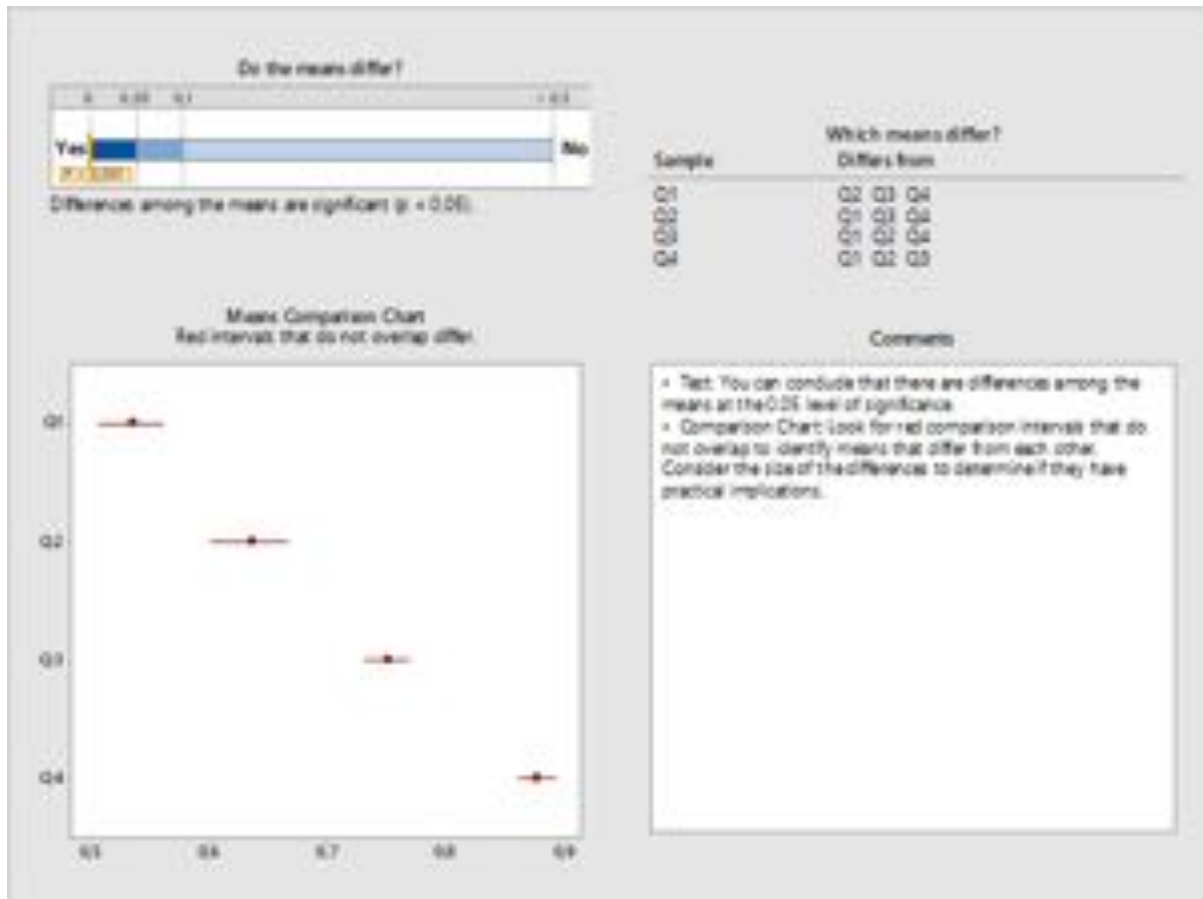 Do the means differ?
0 0,05 0,1 > 0,5
Yes No
P < 0,001
Differences among the means are significant (p < 0,05).
Which means differ?
Sample Differs from
Q1 Q2 Q3 Q4
Q2 Q1 Q3 Q4
Q3 Q1 Q2 Q4
Q4 Q1 Q2 Q3
Means Comparison Chart
Red intervals that do not overlap differ.
Q1
Q2
Q3
Q4
0,5 0,6 0,7 0,8 0,9
Comments
• Test: You can conclude that there are differences among the
means at the 0,05 level of significance.
• Comparison Chart: Look for red comparison intervals that do
not overlap to identify means that differ from each other.
Consider the size of the differences to determine if they have
practical implications.